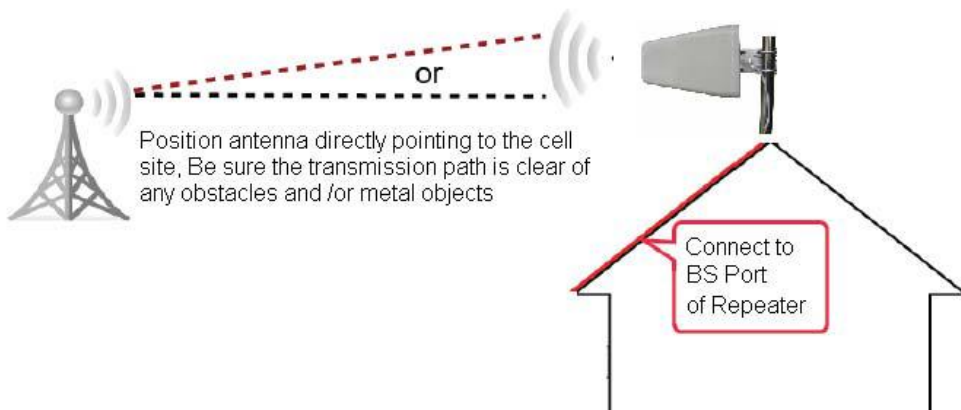 or
Position antenna directly pointing to the cell
site, Be sure the transmission path is clear of
any obstacles and /or metal objects
Connect to
BS Port
of Repeater